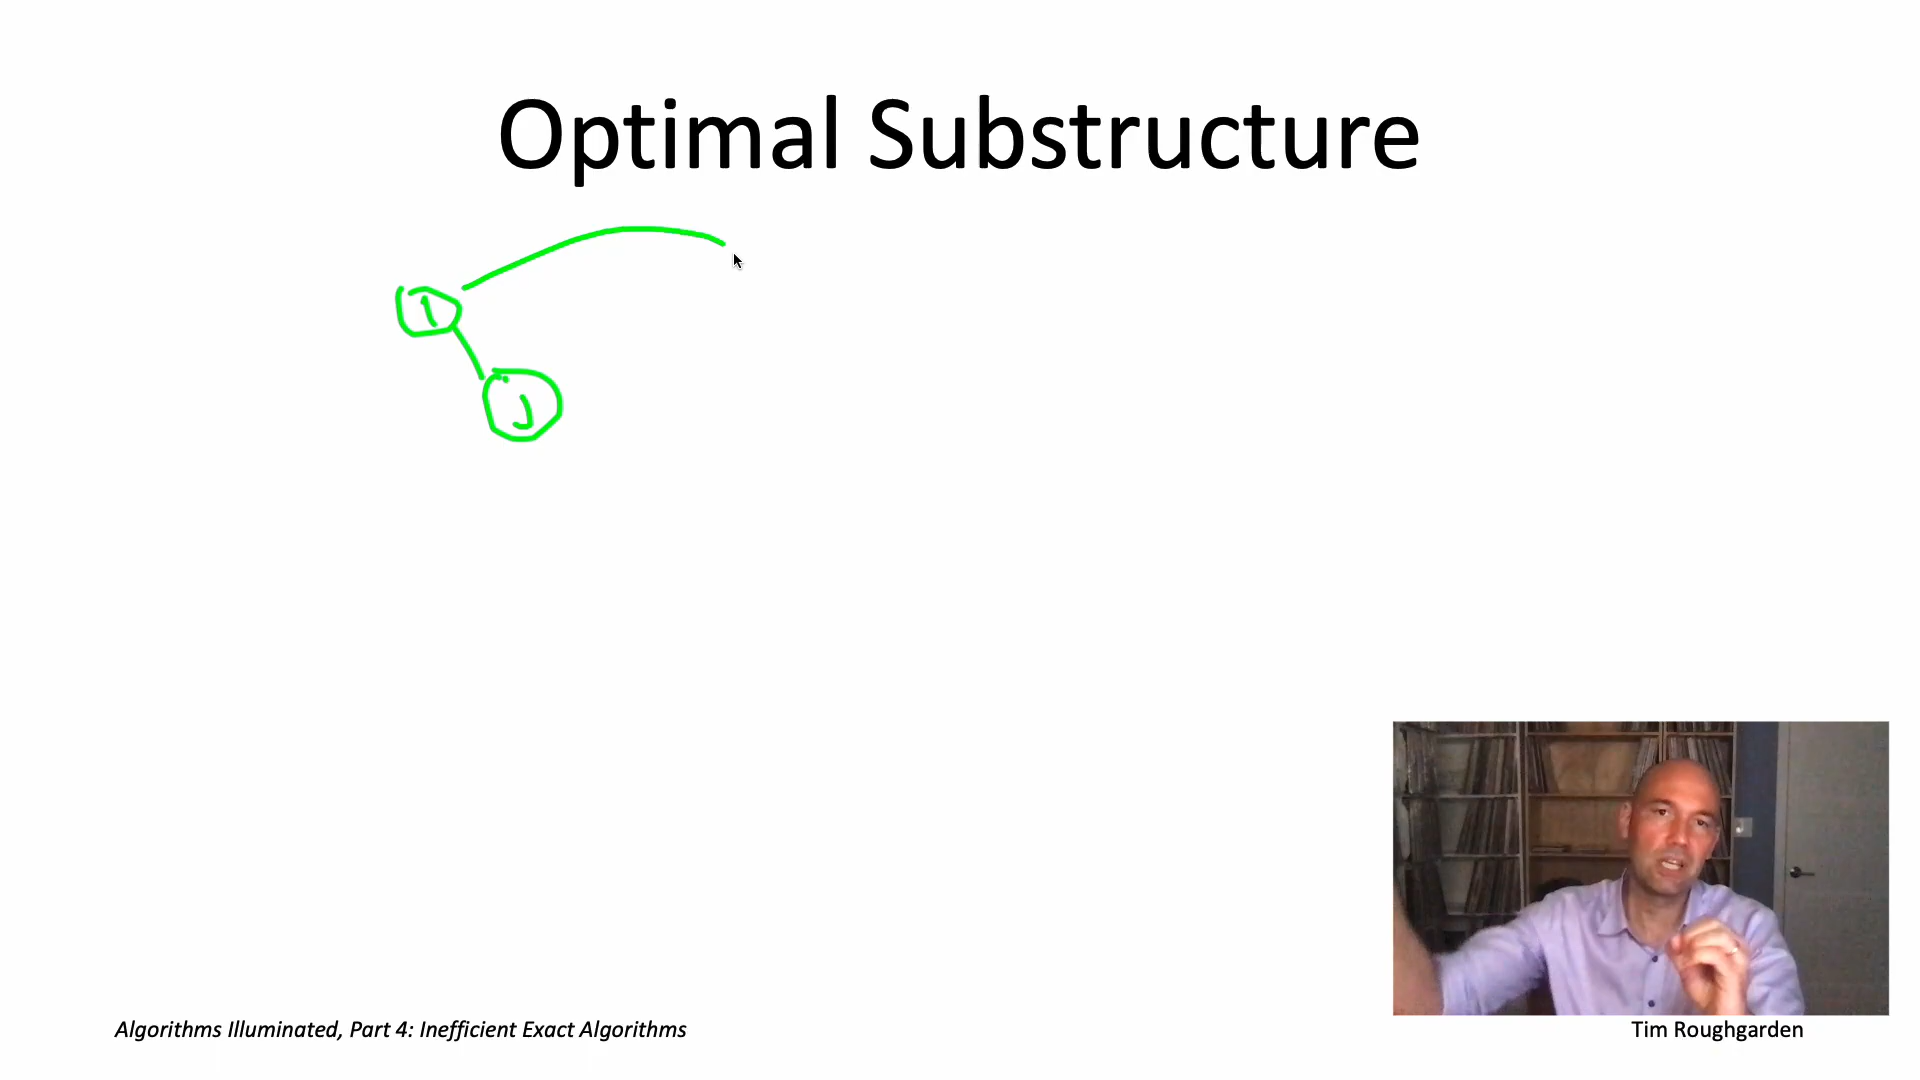 Optimal Substructure
1
j
Algorithms Illuminated, Part 4: Inefficient Exact Algorithms
Tim Roughgarden